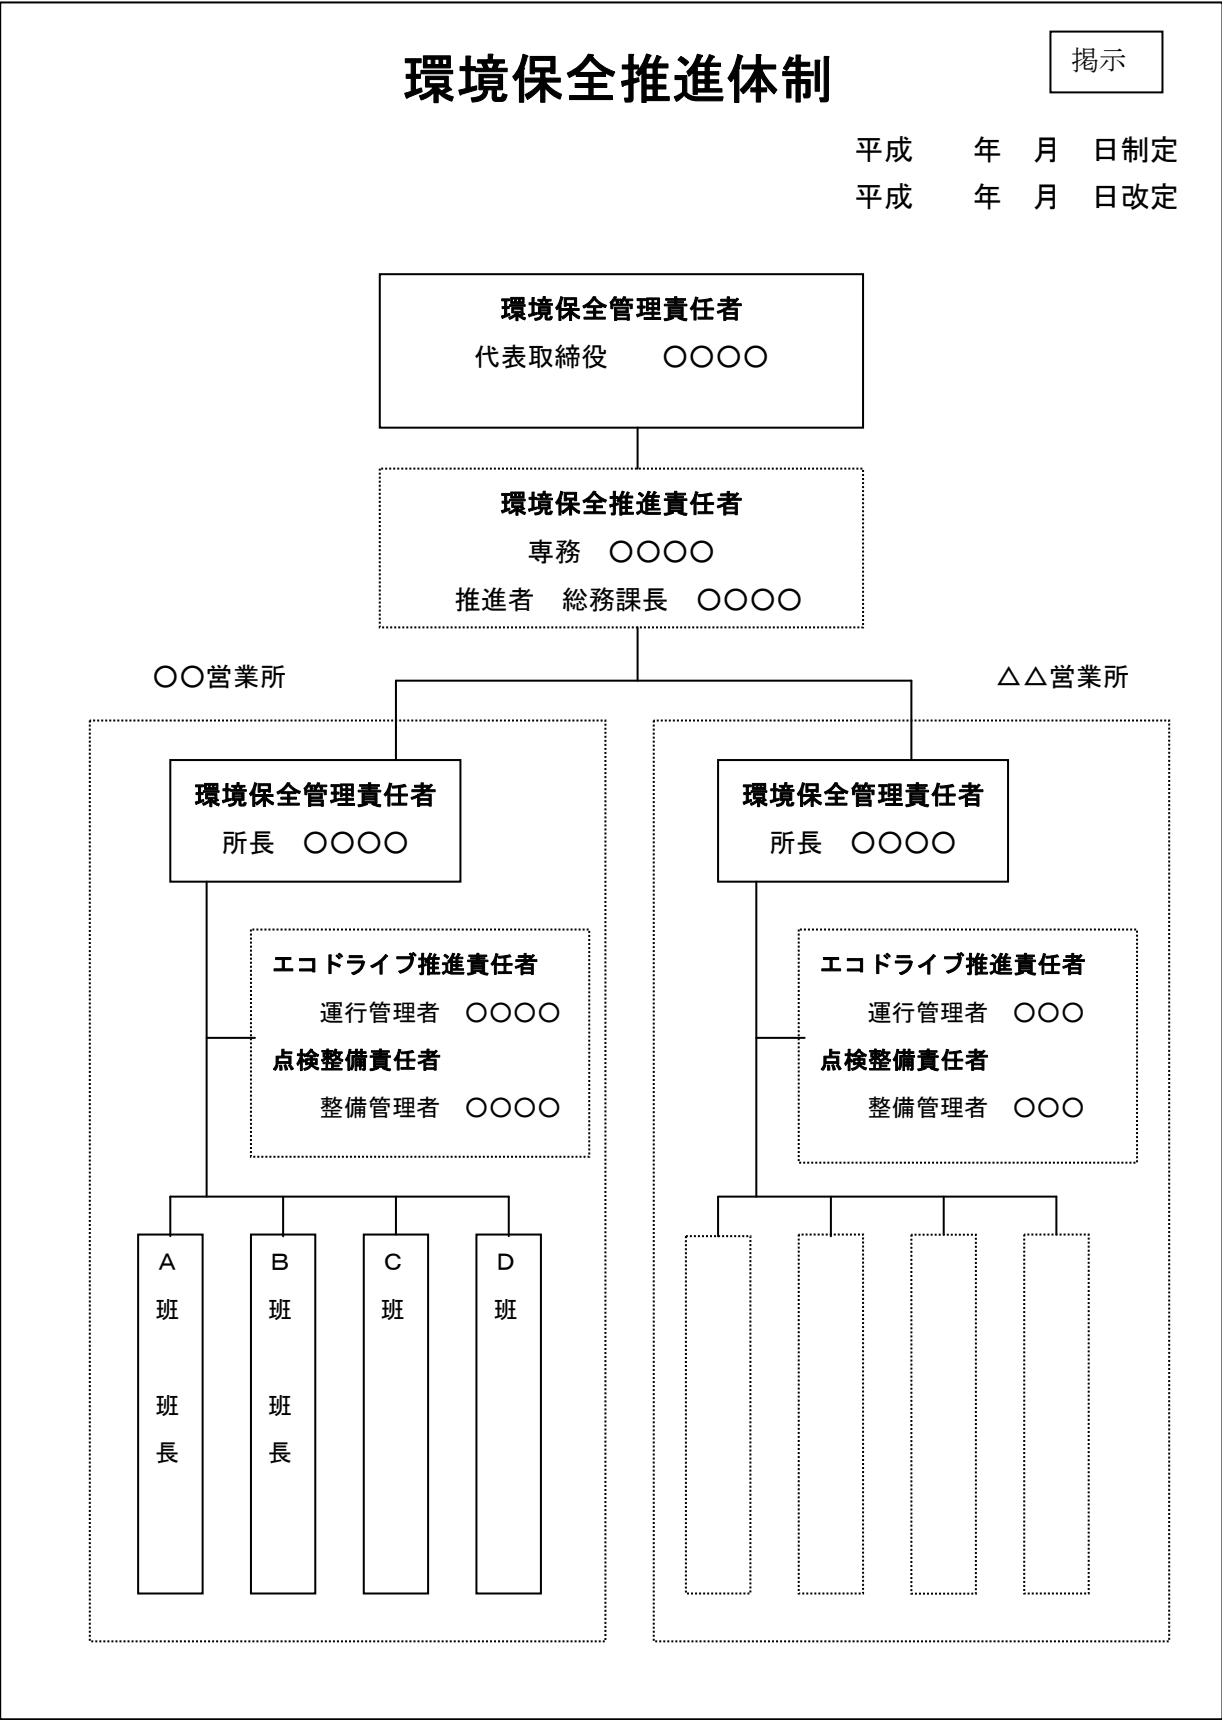 環境保全推進体制
掲示
平成　　年　月　日制定
平成　　年　月　日改定
環境保全管理責任者
代表取締役　　○○○○
環境保全推進責任者
専務　○○○○
推進者　総務課長　○○○○
○○営業所
△△営業所
環境保全管理責任者
所長　○○○○
エコドライブ推進責任者
運行管理者　○○○○
点検整備責任者
整備管理者　○○○○
A班　班長
B班　班長
C班
D班
環境保全管理責任者
所長　○○○○
エコドライブ推進責任者
運行管理者　○○○
点検整備責任者
整備管理者　○○○